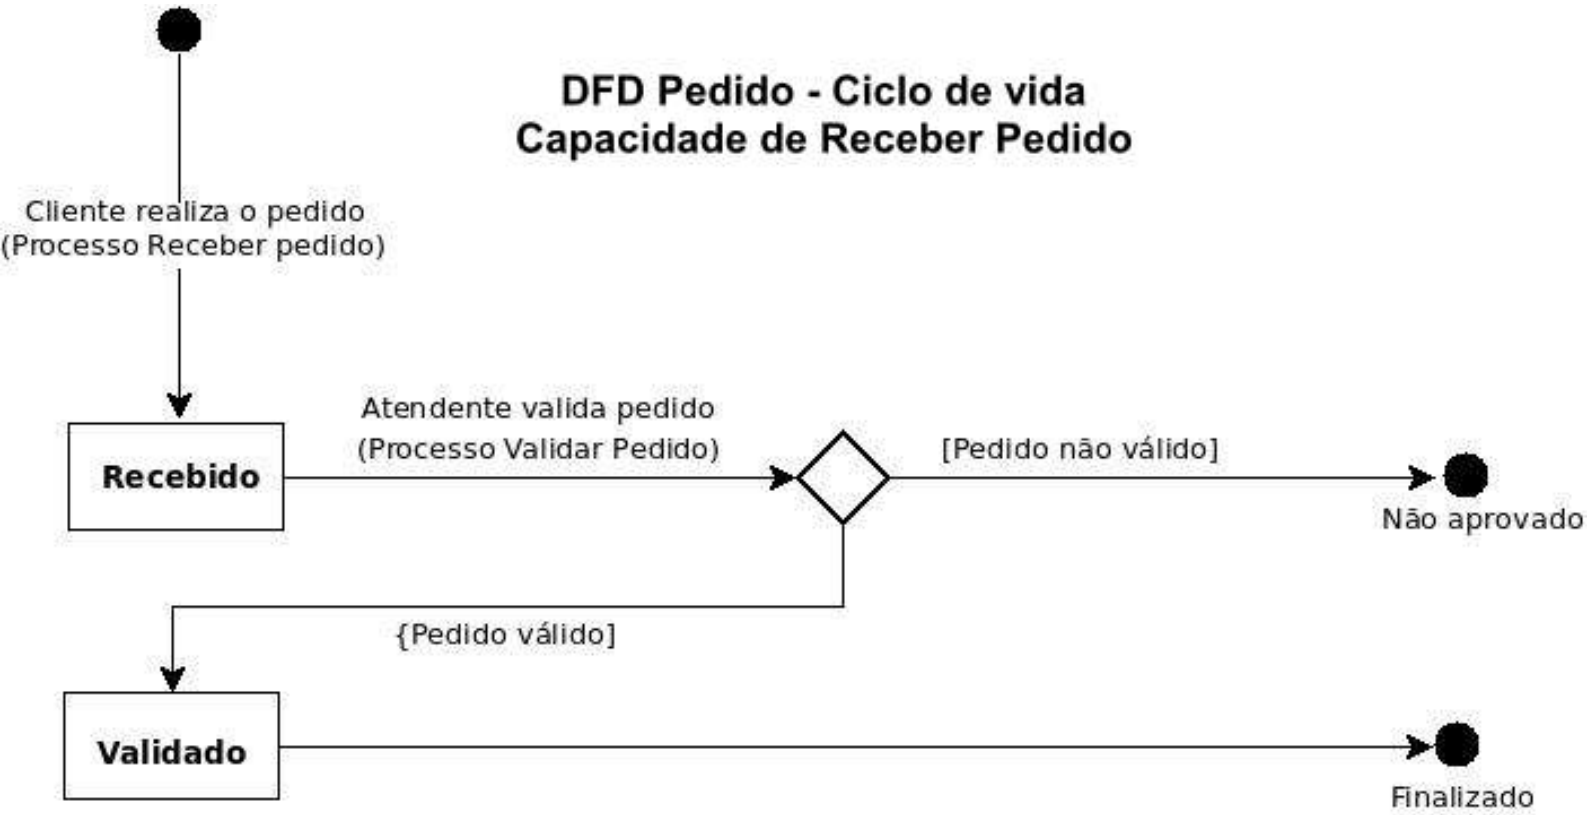 DFD Pedido - Ciclo de vida
Capacidade de Receber Pedido
Cliente realiza o pedido
(Processo Receber pedido)
Atendente valida pedido
(Processo Validar Pedido)
[Pedido não válido]
Recebido
Não aprovado
{Pedido válido]
Validado
Finalizado